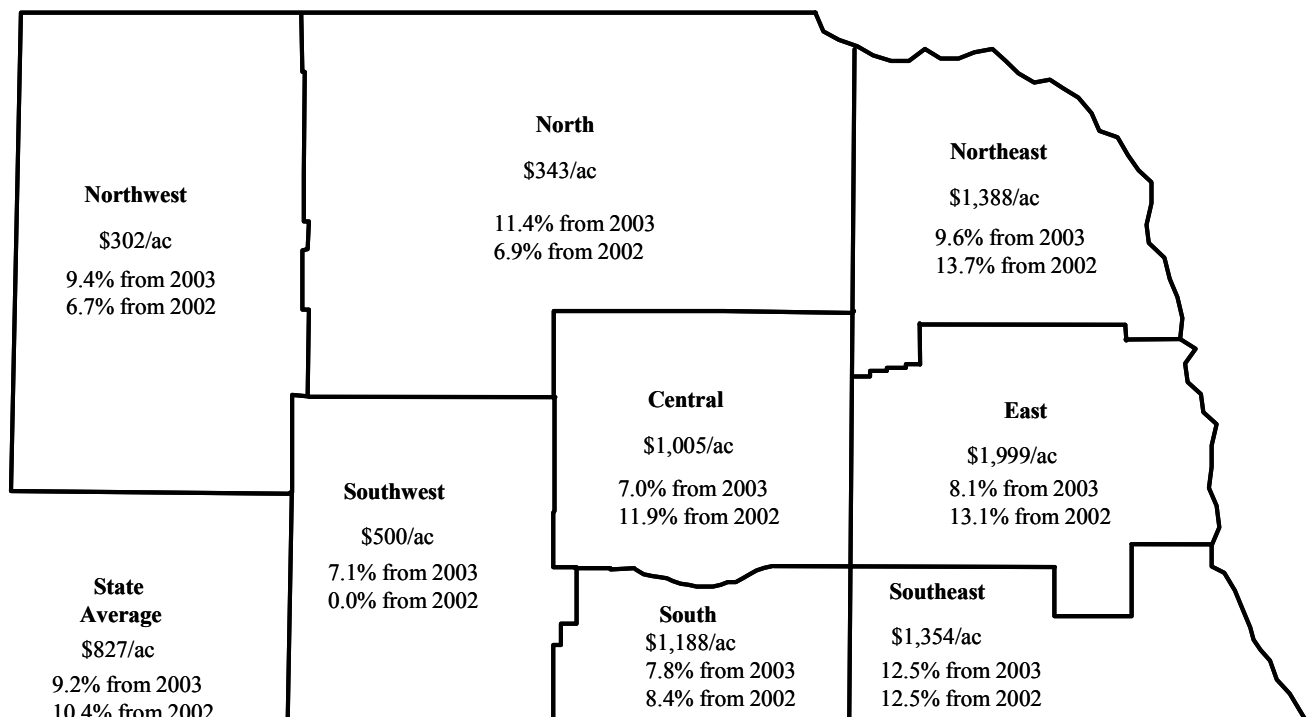 North
$343/ac
11.4% from 2003
6.9% from 2002
Northeast
$1,388/ac
9.6% from 2003
13.7% from 2002
Northwest
$302/ac
9.4% from 2003
6.7% from 2002
Central
$1,005/ac
7.0% from 2003
11.9% from 2002
East
$1,999/ac
8.1% from 2003
13.1% from 2002
Southwest
$500/ac
7.1% from 2003
0.0% from 2002
State
Average
$827/ac
9.2% from 2003
10.4% from 2002
South
$1,188/ac
7.8% from 2003
8.4% from 2002
Southeast
$1,354/ac
12.5% from 2003
12.5% from 2002